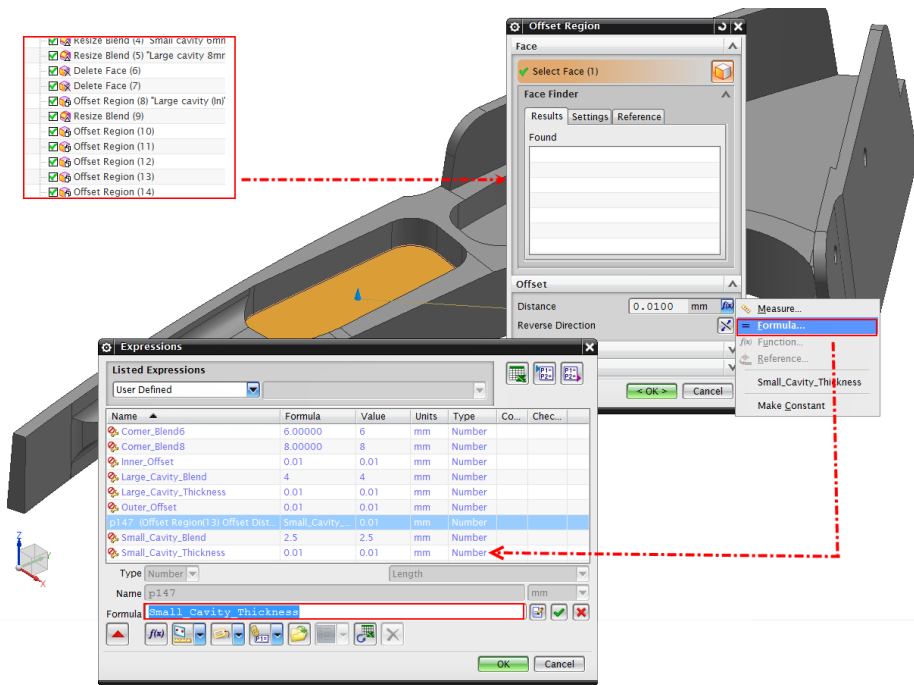 Resize Blend (4) "Small cavity 6mm
Resize Blend (5) "Large cavity 8mm
Delete Face (6)
Delete Face (7)
Offset Region (8) "Large cavity (In)"
Resize Blend (9)
Offset Region (10)
Offset Region (11)
Offset Region (12)
Offset Region (13)
Offset Region (14)
Offset Region
Face
Select Face (1)
Face Finder
Results Settings Reference
Found
Offset
Distance 0.0100 mm f(x)
Reverse Direction
< OK > Cancel
Measure...
= Formula...
f(x) Function...
Reference...
Small_Cavity_Thickness
Make Constant
Expressions
Listed Expressions
User Defined
P1= P2= P1= P2=
Name Formula Value Units Type Co... Chec...
Corner_Blend6 6.00000 6 mm Number
Corner_Blend8 8.00000 8 mm Number
Inner_Offset 0.01 0.01 mm Number
Large_Cavity_Blend 4 4 mm Number
Large_Cavity_Thickness 0.01 0.01 mm Number
Outer_Offset 0.01 0.01 mm Number
p147 (Offset Region(13) Offset Dist... Small_Cavity_... 0.01 mm Number
Small_Cavity_Blend 2.5 2.5 mm Number
Small_Cavity_Thickness 0.01 0.01 mm Number
Type Number Length
Name p147 mm
Formula Small_Cavity_Thickness
f(x) P1=
OK Cancel
Z
Y
X